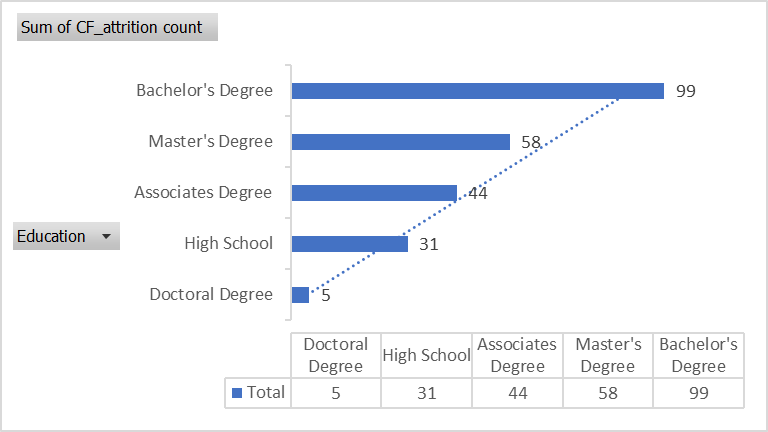 Sum of CF_attrition count
Bachelor's Degree 99
Master's Degree 58
Associates Degree 44
Education
High School 31
Doctoral Degree 5
Doctoral Degree High School Associates Degree Master's Degree Bachelor's Degree
Total 5 31 44 58 99